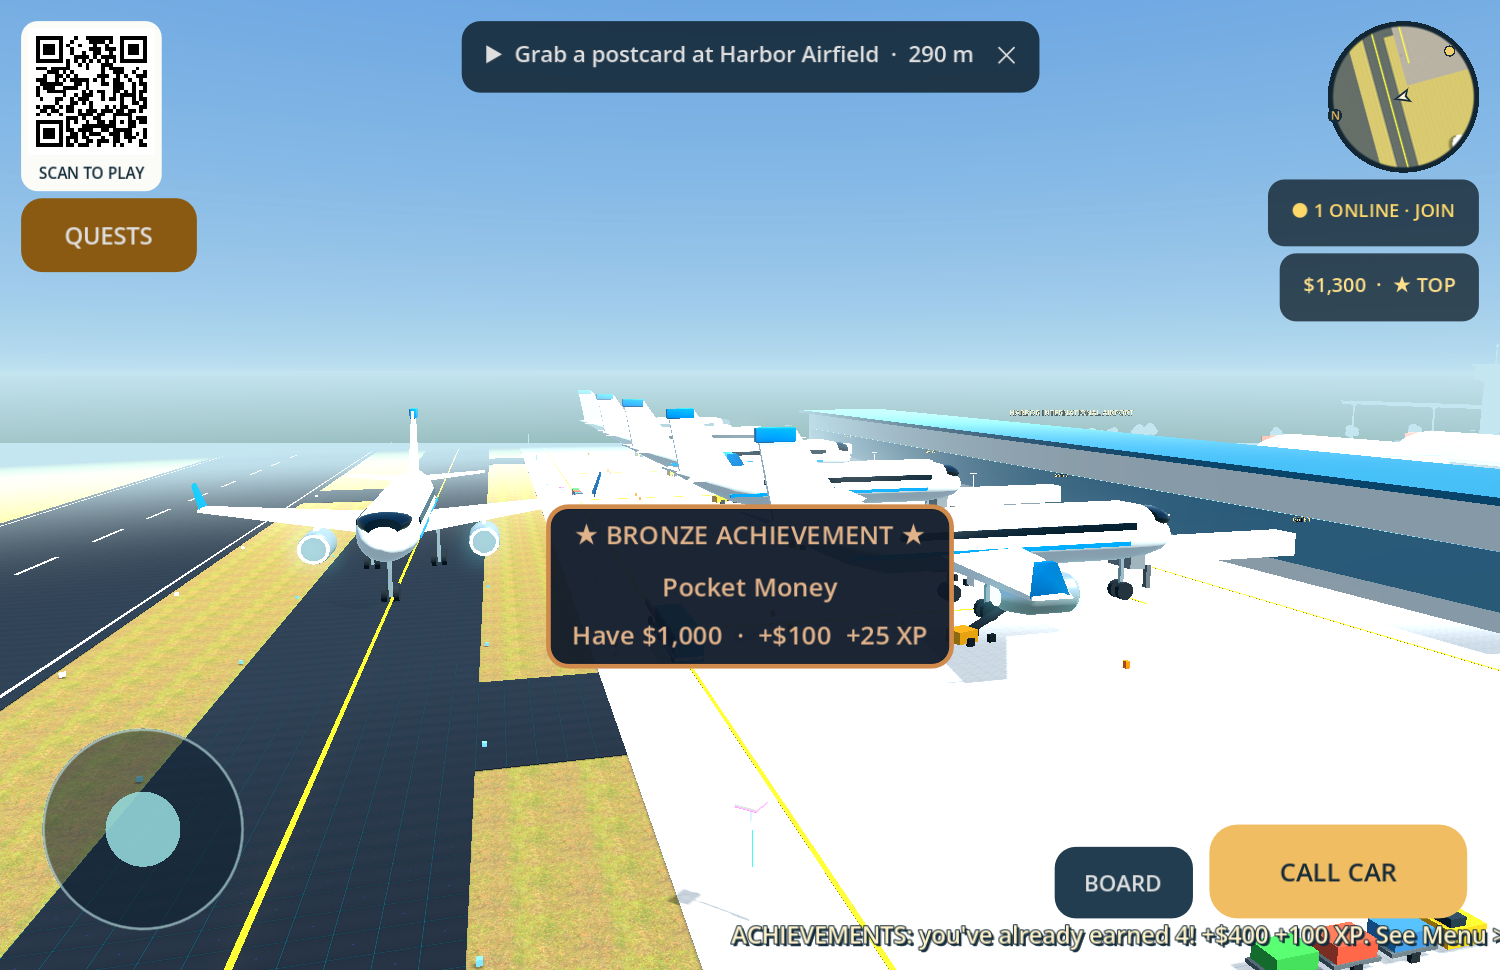 SCAN TO PLAY
QUESTS
▶ Grab a postcard at Harbor Airfield · 290 m ×
N
1 ONLINE · JOIN
$1,300 · ★ TOP
★ BRONZE ACHIEVEMENT ★
Pocket Money
Have $1,000 · +$100 +25 XP
BOARD
CALL CAR
ACHIEVEMENTS: you've already earned 4! +$400 +100 XP. See Menu >